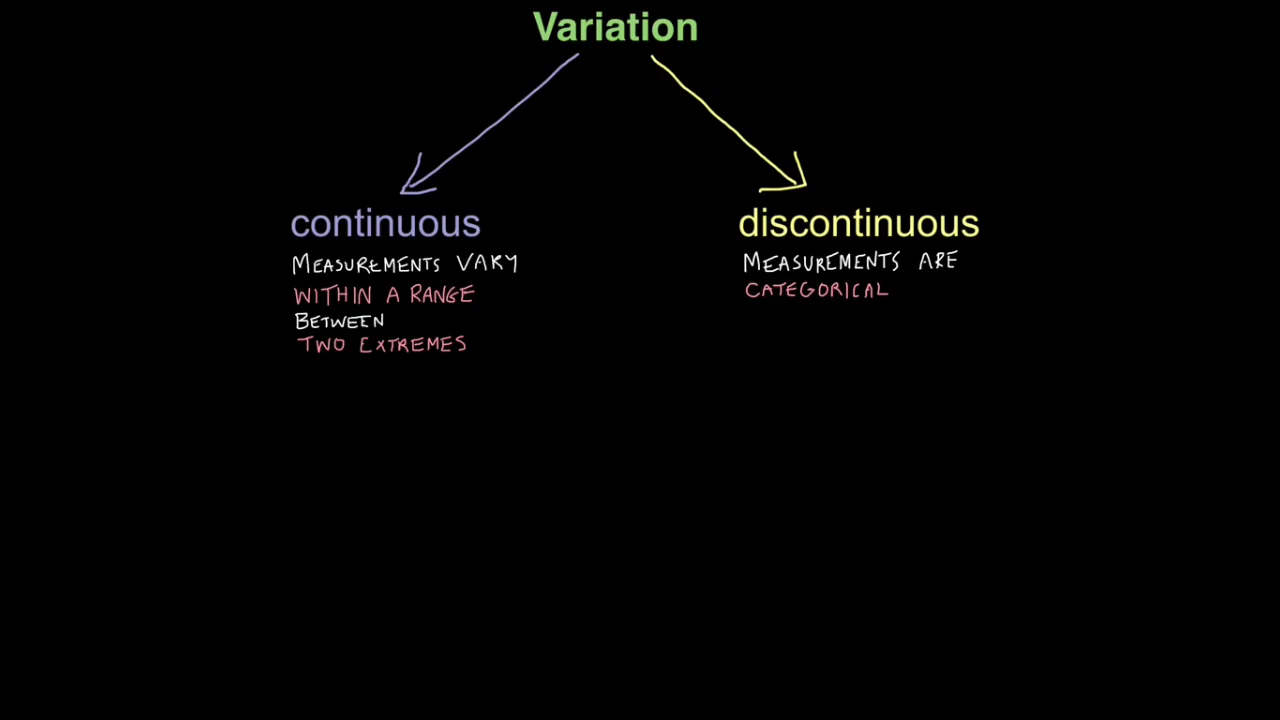 Variation
continuous
MEASUREMENTS VARY
WITHIN A RANGE
BETWEEN
TWO EXTREMES
discontinuous
MEASUREMENTS ARE
CATEGORICAL